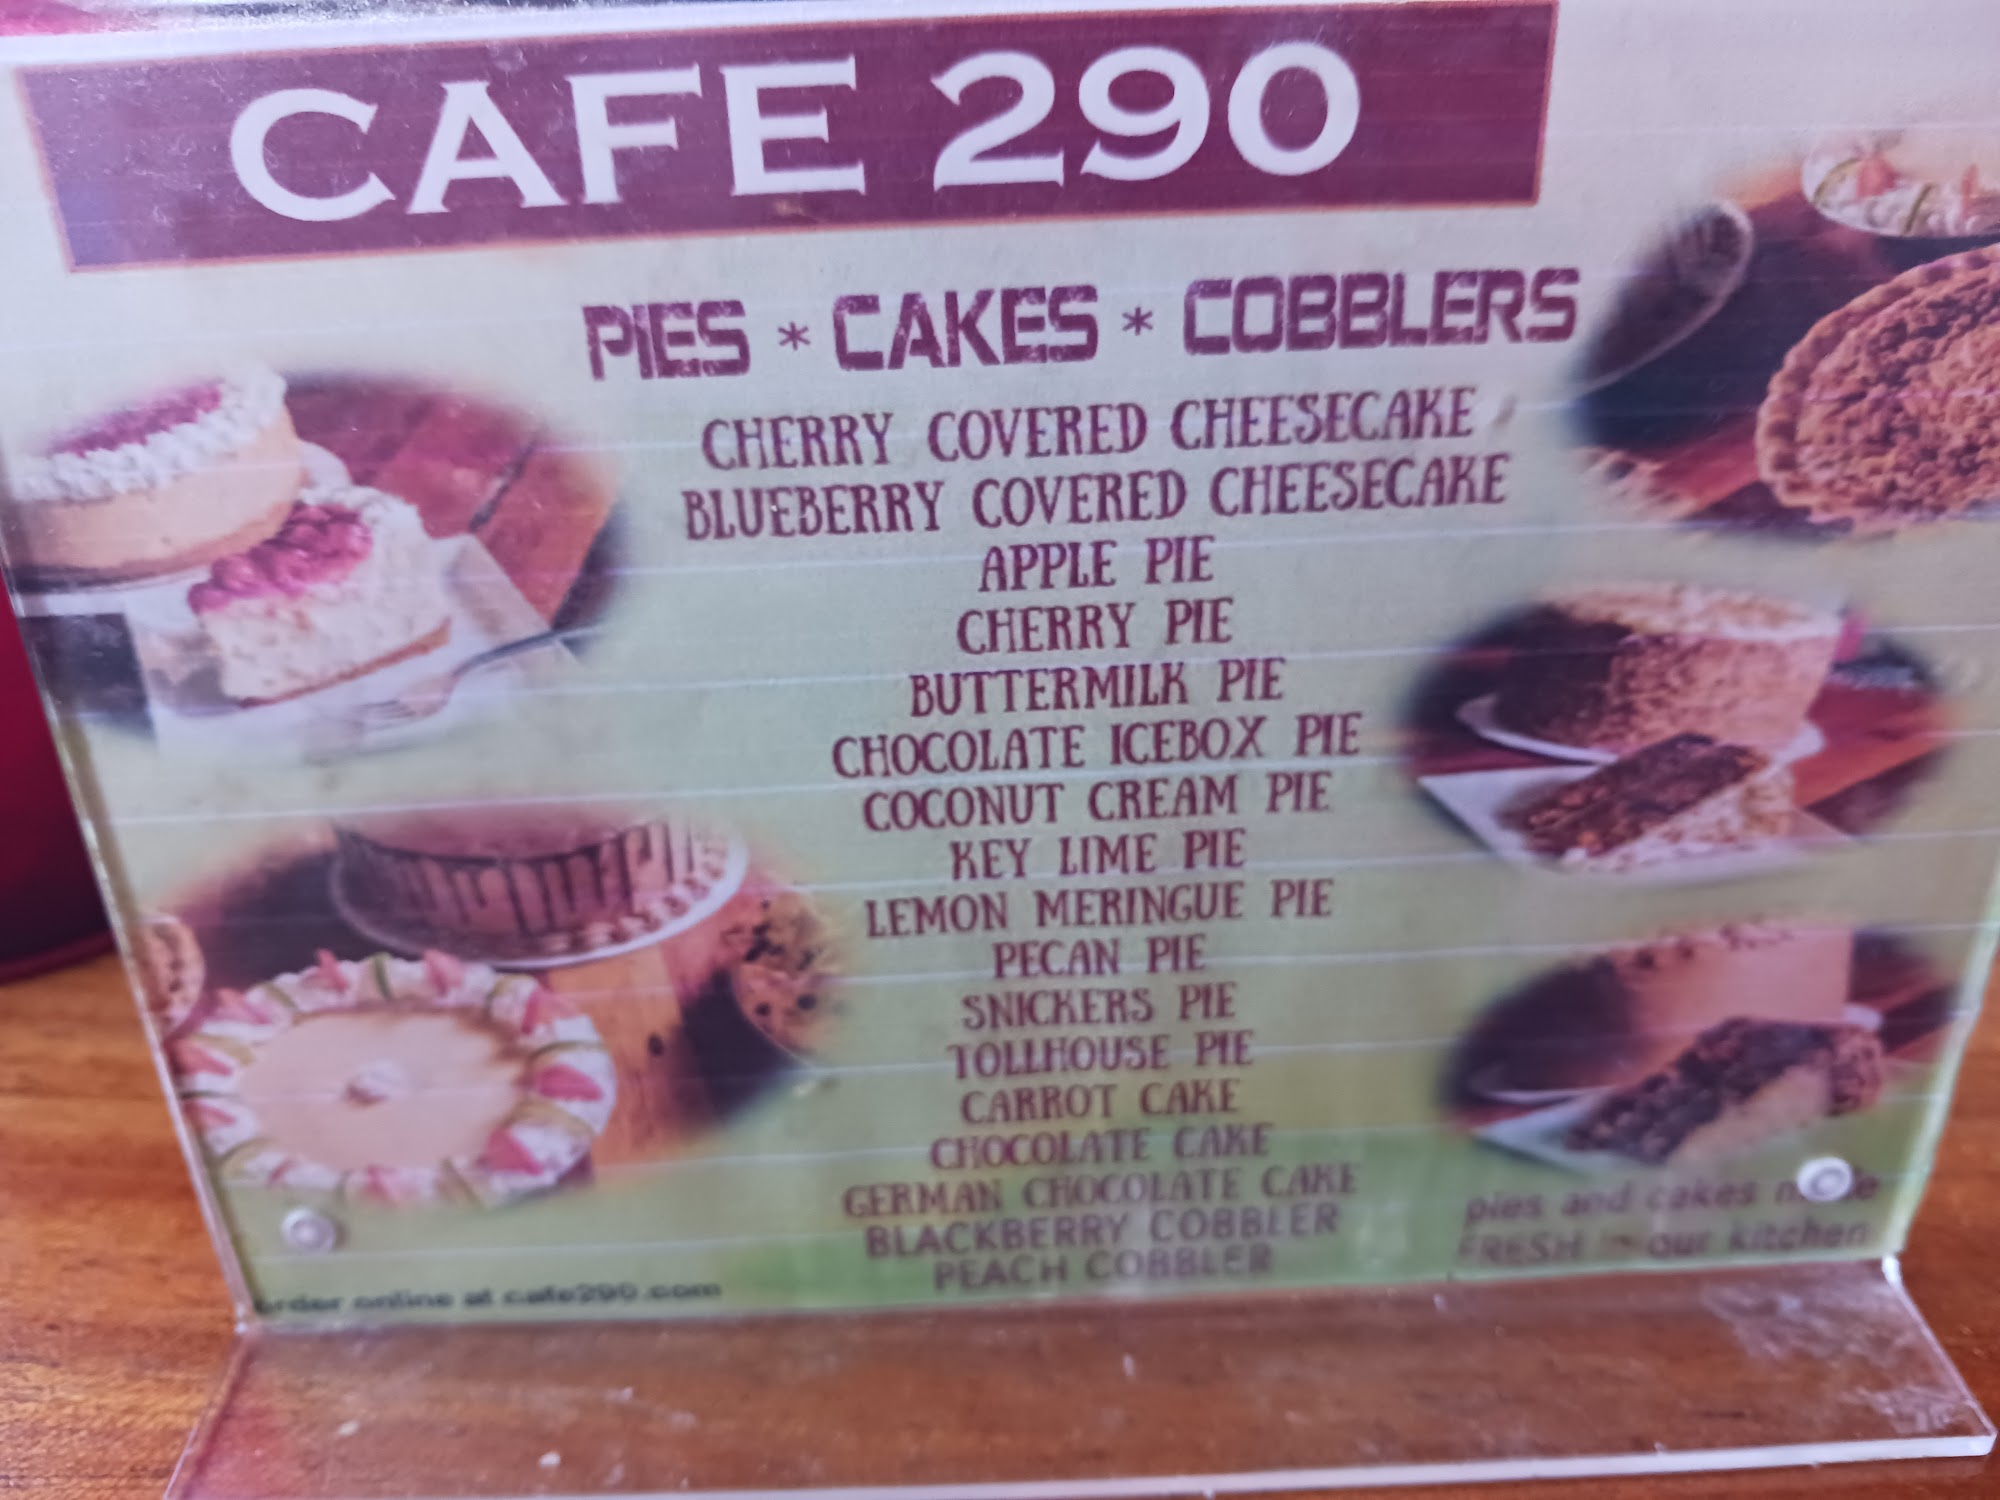 CAFE 290
PIES * CAKES * COBBLERS
CHERRY COVERED CHEESECAKE
BLUEBERRY COVERED CHEESECAKE
APPLE PIE
CHERRY PIE
BUTTERMILK PIE
CHOCOLATE ICEBOX PIE
COCONUT CREAM PIE
KEY LIME PIE
LEMON MERINGUE PIE
PECAN PIE
SNICKERS PIE
TOLLHOUSE PIE
CARROT CAKE
CHOCOLATE CAKE
GERMAN CHOCOLATE CAKE
BLACKBERRY COBBLER
PEACH COBBLER
pies and cakes made
FRESH in our kitchen
order online at cafe290.com